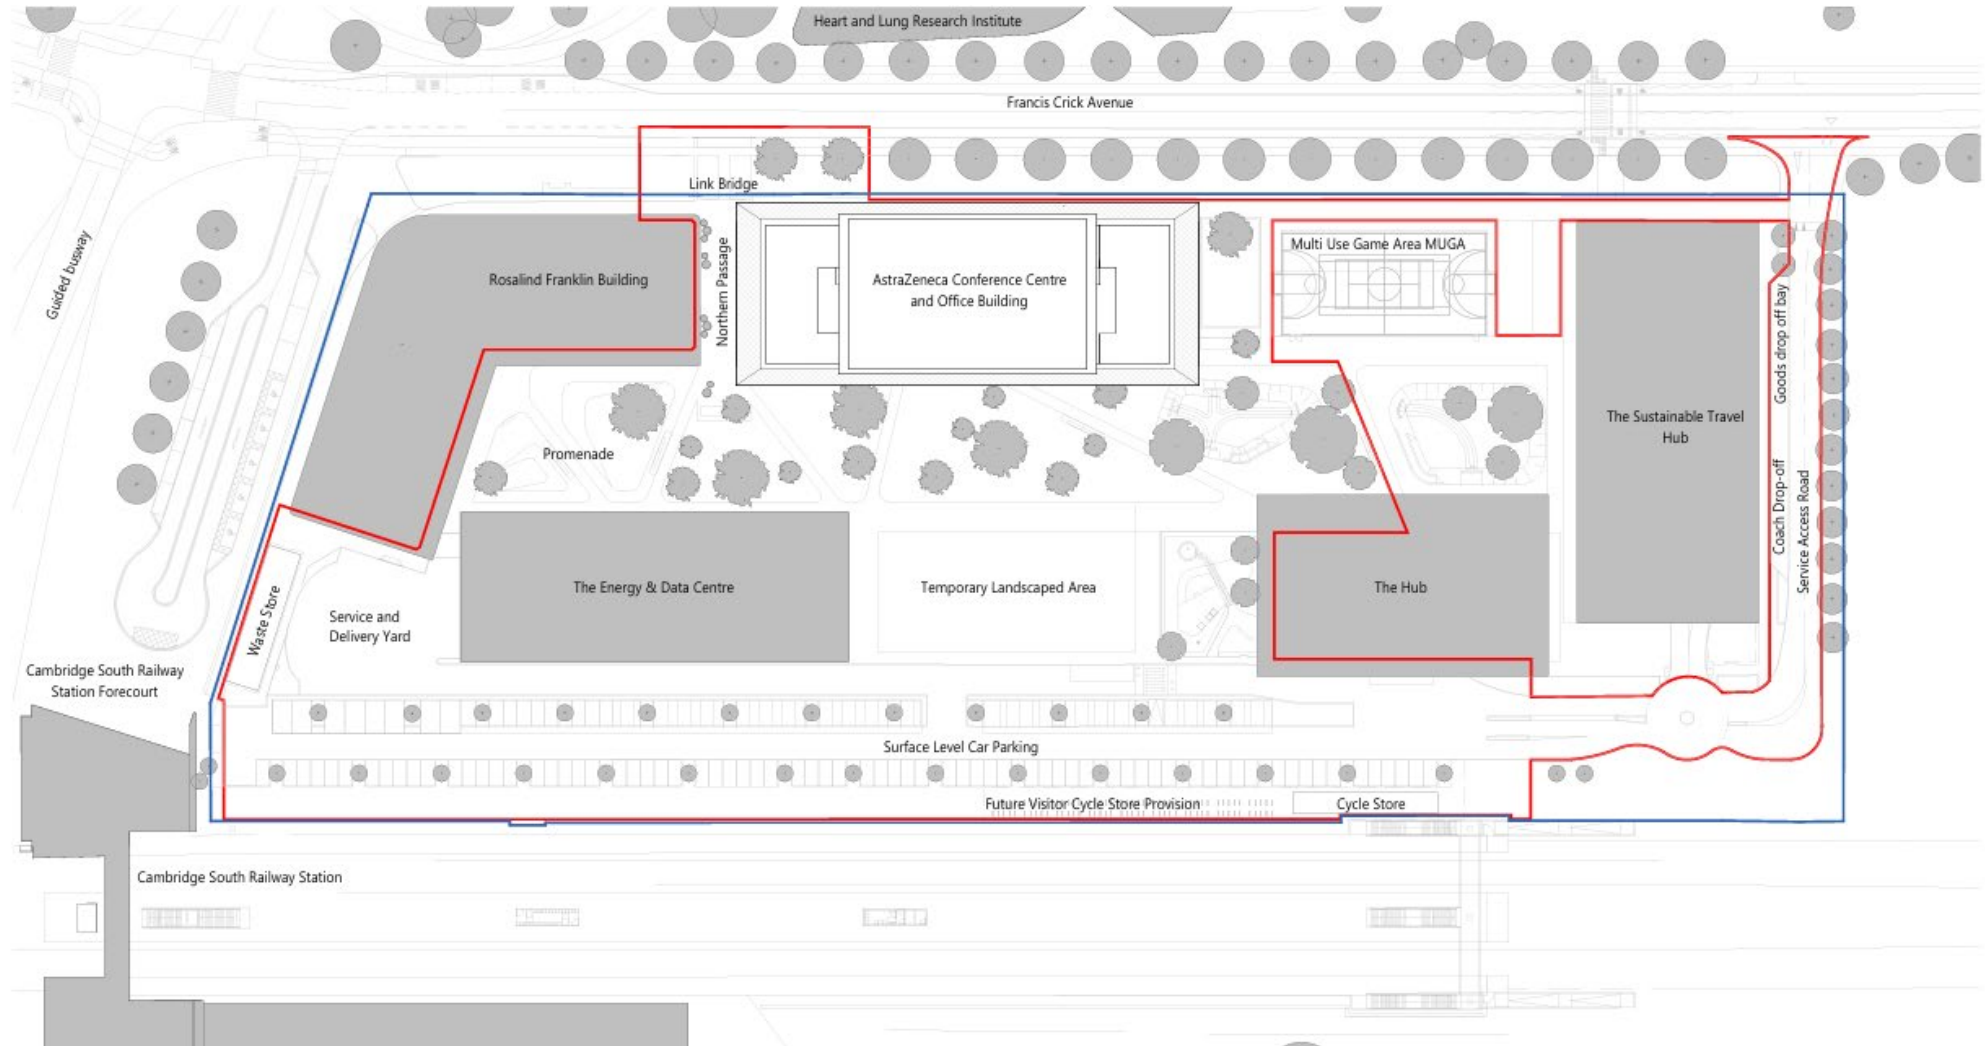 Heart and Lung Research Institute
Francis Crick Avenue
Link Bridge
Guided busway
Rosalind Franklin Building
Northern Passage
AstraZeneca Conference Centre
and Office Building
Multi Use Game Area MUGA
Goods drop off bay
The Sustainable Travel
Hub
Promenade
Coach Drop-off
Service Access Road
Waste Store
Service and
Delivery Yard
The Energy & Data Centre
Temporary Landscaped Area
The Hub
Cambridge South Railway
Station Forecourt
Surface Level Car Parking
Future Visitor Cycle Store Provision
Cycle Store
Cambridge South Railway Station